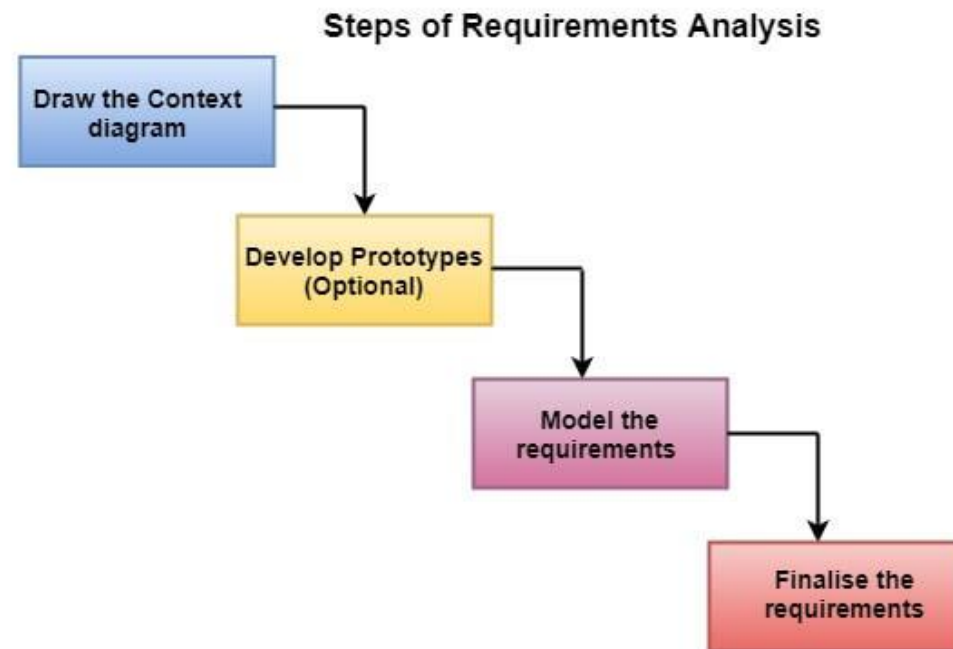 Steps of Requirements Analysis
Draw the Context
diagram
Develop Prototypes
(Optional)
Model the
requirements
Finalise the
requirements